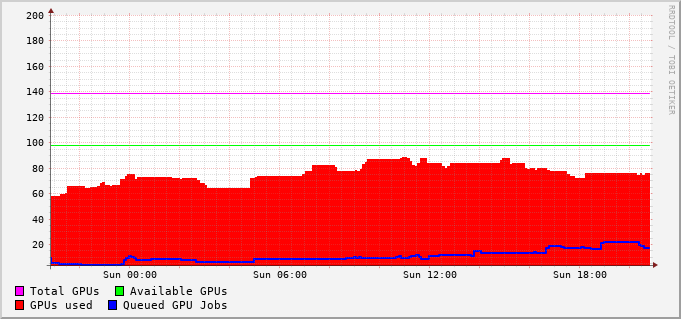 200
180
160
140
120
100
80
60
40
20
Sun 00:00 Sun 06:00 Sun 12:00 Sun 18:00
Total GPUs Available GPUs
GPUs used Queued GPU Jobs
RRDTOOL / TOBI OETIKER